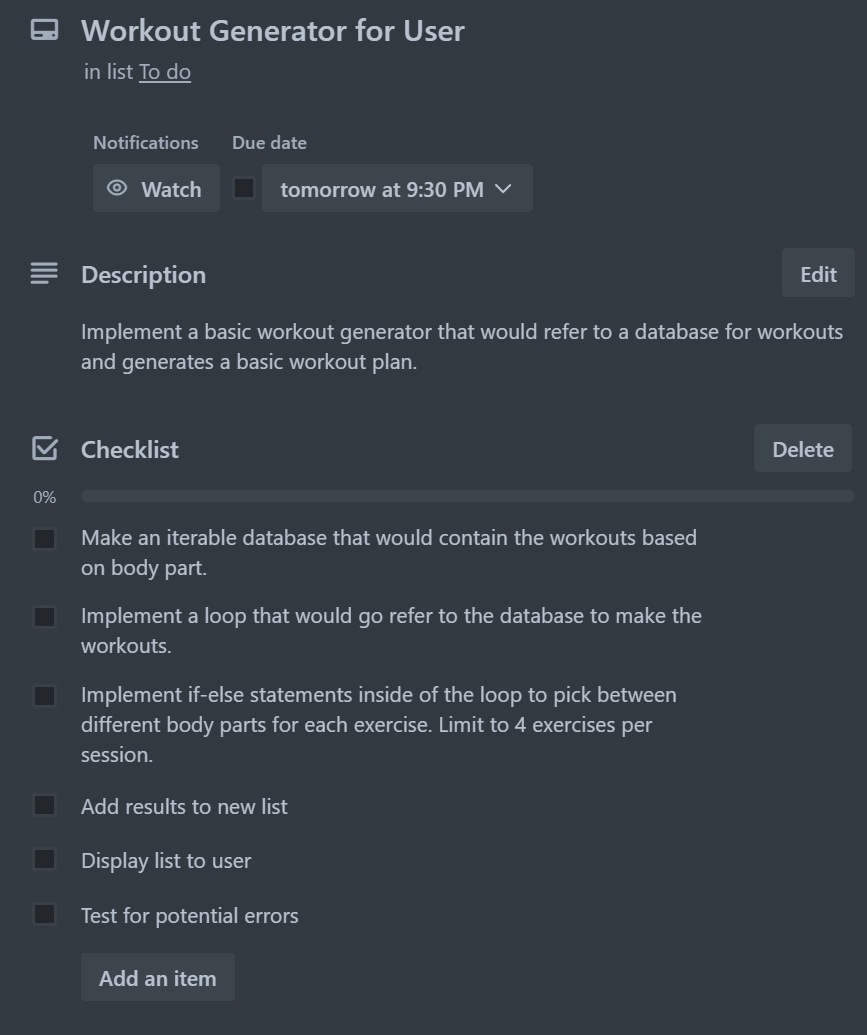 Workout Generator for User
in list To do
Notifications
Due date
Watch
tomorrow at 9:30 PM
Description
Edit
Implement a basic workout generator that would refer to a database for workouts
and generates a basic workout plan.
Checklist
Delete
0%
Make an iterable database that would contain the workouts based
on body part.
Implement a loop that would go refer to the database to make the
workouts.
Implement if-else statements inside of the loop to pick between
different body parts for each exercise. Limit to 4 exercises per
session.
Add results to new list
Display list to user
Test for potential errors
Add an item